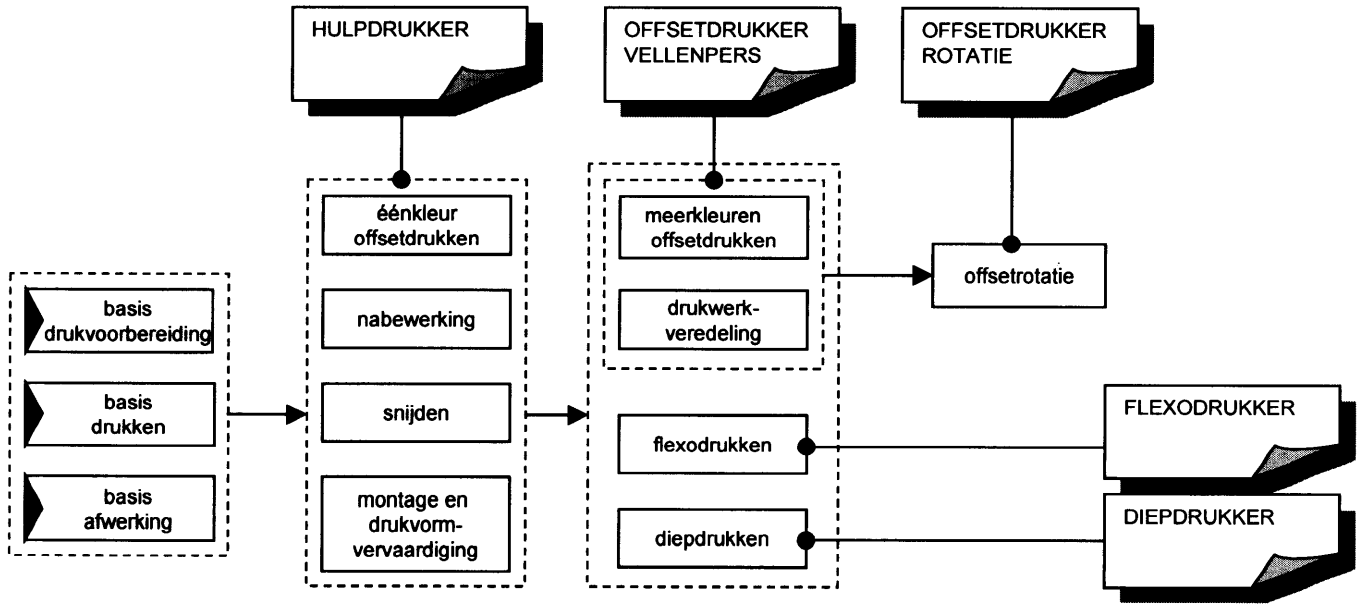 HULPDRUKKER
OFFSETDRUKKER
VELLENPERS
OFFSETDRUKKER
ROTATIE
basis
drukvoorbereiding
basis
drukken
basis
afwerking
éénkleur
offsetdrukken
nabewerking
snijden
montage en
drukvorm-
vervaardiging
meerkleuren
offsetdrukken
drukwerk-
veredeling
flexodrukken
diepdrukken
offsetrotatie
FLEXODRUKKER
DIEPDRUKKER